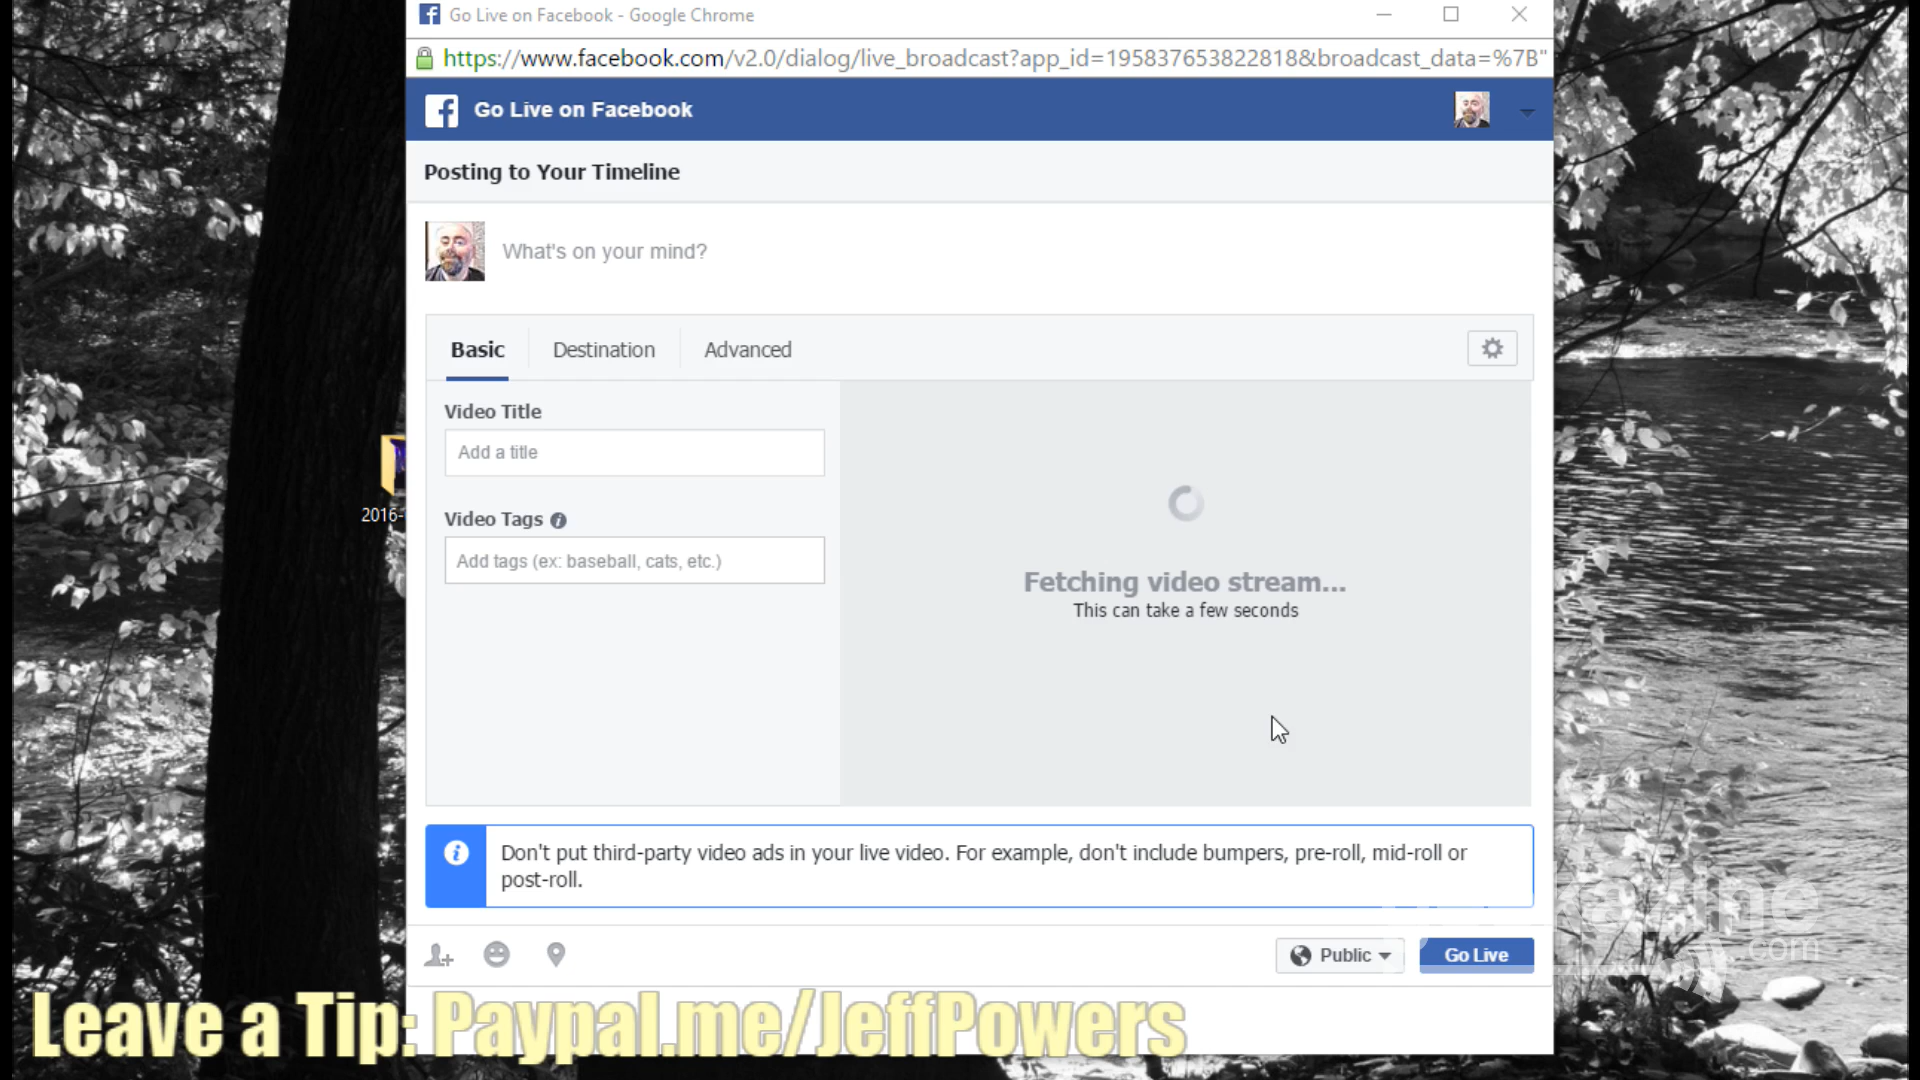 Go Live on Facebook - Google Chrome
https://www.facebook.com/v2.0/dialog/live_broadcast?app_id=195837653822818&broadcast_data=%7B"
Go Live on Facebook
Posting to Your Timeline
What's on your mind?
Basic
Destination
Advanced
Video Title
Add a title
Video Tags
Add tags (ex: baseball, cats, etc.)
Fetching video stream...
This can take a few seconds
2016-
Don't put third-party video ads in your live video. For example, don't include bumpers, pre-roll, mid-roll or
post-roll.
Public
Go Live
.com
Leave a Tip: Paypal.me/JeffPowers